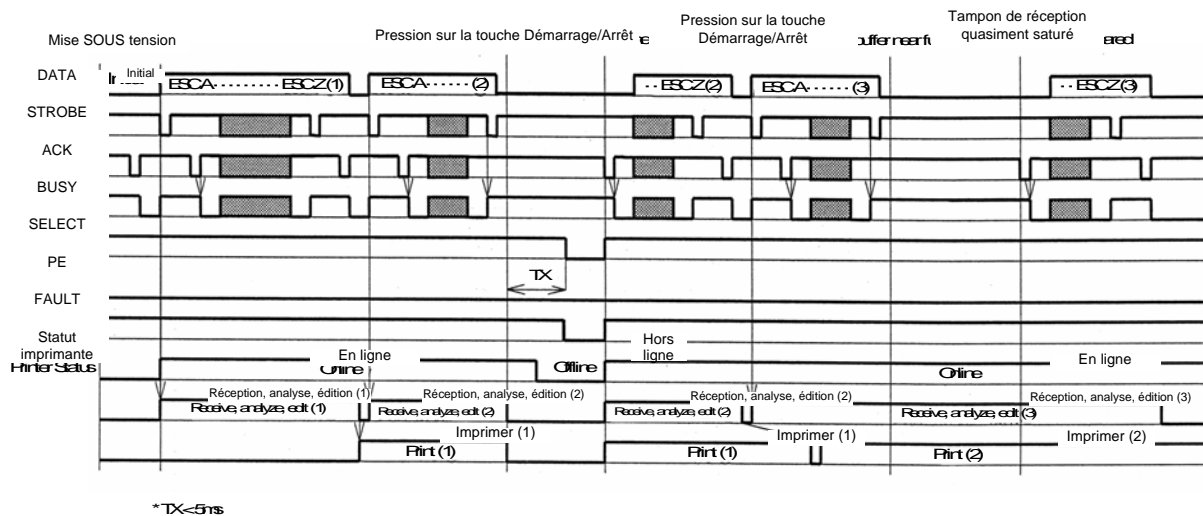 Mise SOUS tension
Pression sur la touche Démarrage/Arrêt
Pression sur la touche
Démarrage/Arrêt
Tampon de réception
quasiment saturé
DATA
Initial
ESCA ········· ESCZ(1)
ESCA ······ (2)
·· ESCZ(2)
ESCA ······ (3)
·· ESCZ(3)
STROBE
ACK
BUSY
SELECT
PE
TX
FAULT
Statut
imprimante
Printer Status
En ligne
Online
Offline
Hors
ligne
En ligne
Online
Réception, analyse, édition (1)
Receive, analyze, edit (1)
Réception, analyse, édition (2)
Receive, analyze, edit (2)
Réception, analyse, édition (2)
Receive, analyze, edit (2)
Réception, analyse, édition (3)
Receive, analyze, edit (3)
Imprimer (1)
Print (1)
Imprimer (1)
Print (1)
Imprimer (2)
Print (2)
* TX<5ms